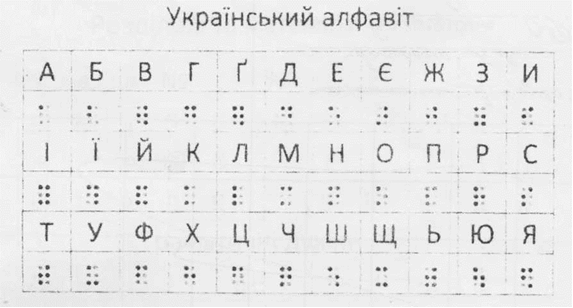 Український алфавіт
А Б В Г Ґ Д Е Є Ж З И
І Ї Й К Л М Н О П Р С
Т У Ф Х Ц Ч Ш Щ Ь Ю Я